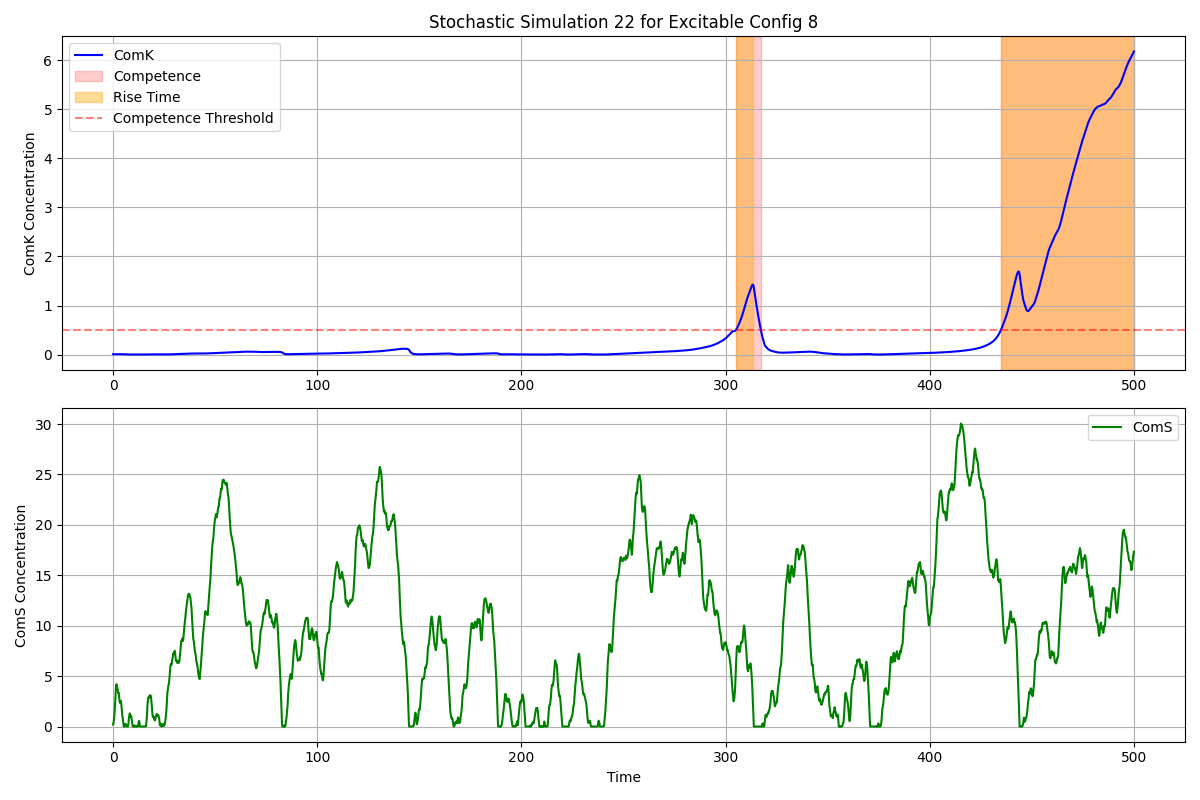 Stochastic Simulation 22 for Excitable Config 8
ComK
Competence
Rise Time
Competence Threshold
ComK Concentration
6
5
4
3
2
1
0
0 100 200 300 400 500
ComS
ComS Concentration
30
25
20
15
10
5
0
0 100 200 300 400 500
Time